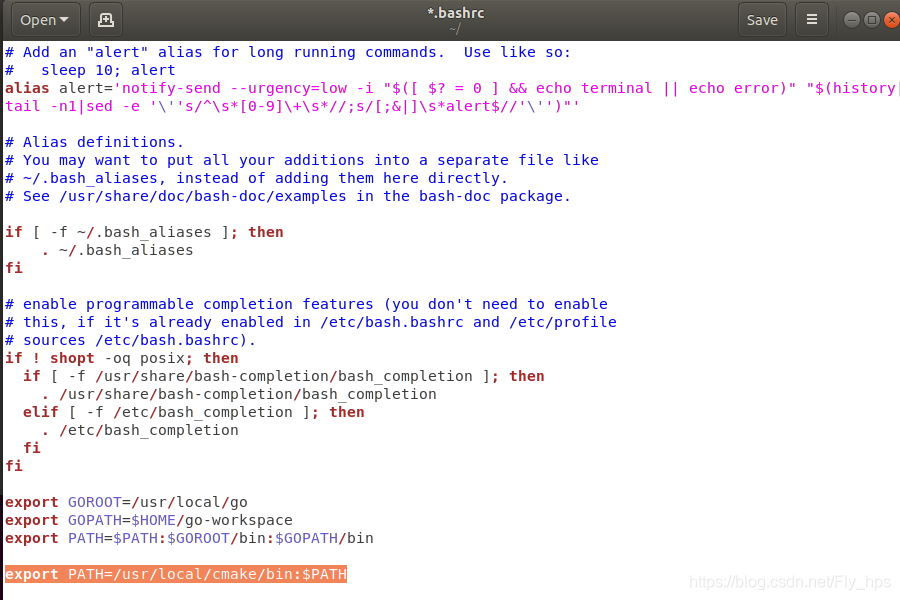 Open
*.bashrc
~/
Save
# Add an "alert" alias for long running commands.  Use like so:
#   sleep 10; alert
alias alert='notify-send --urgency=low -i "$([ $? = 0 ] && echo terminal || echo error)" "$(history|
tail -n1|sed -e '\''s/^\s*[0-9]\+\s*//;s/[;&|]\s*alert$//'\'')"'

# Alias definitions.
# You may want to put all your additions into a separate file like
# ~/.bash_aliases, instead of adding them here directly.
# See /usr/share/doc/bash-doc/examples in the bash-doc package.

if [ -f ~/.bash_aliases ]; then
    . ~/.bash_aliases
fi

# enable programmable completion features (you don't need to enable
# this, if it's already enabled in /etc/bash.bashrc and /etc/profile
# sources /etc/bash.bashrc).
if ! shopt -oq posix; then
  if [ -f /usr/share/bash-completion/bash_completion ]; then
    . /usr/share/bash-completion/bash_completion
  elif [ -f /etc/bash_completion ]; then
    . /etc/bash_completion
  fi
fi

export GOROOT=/usr/local/go
export GOPATH=$HOME/go-workspace
export PATH=$PATH:$GOROOT/bin:$GOPATH/bin

export PATH=/usr/local/cmake/bin:$PATH
https://blog.csdn.net/Fly_hps